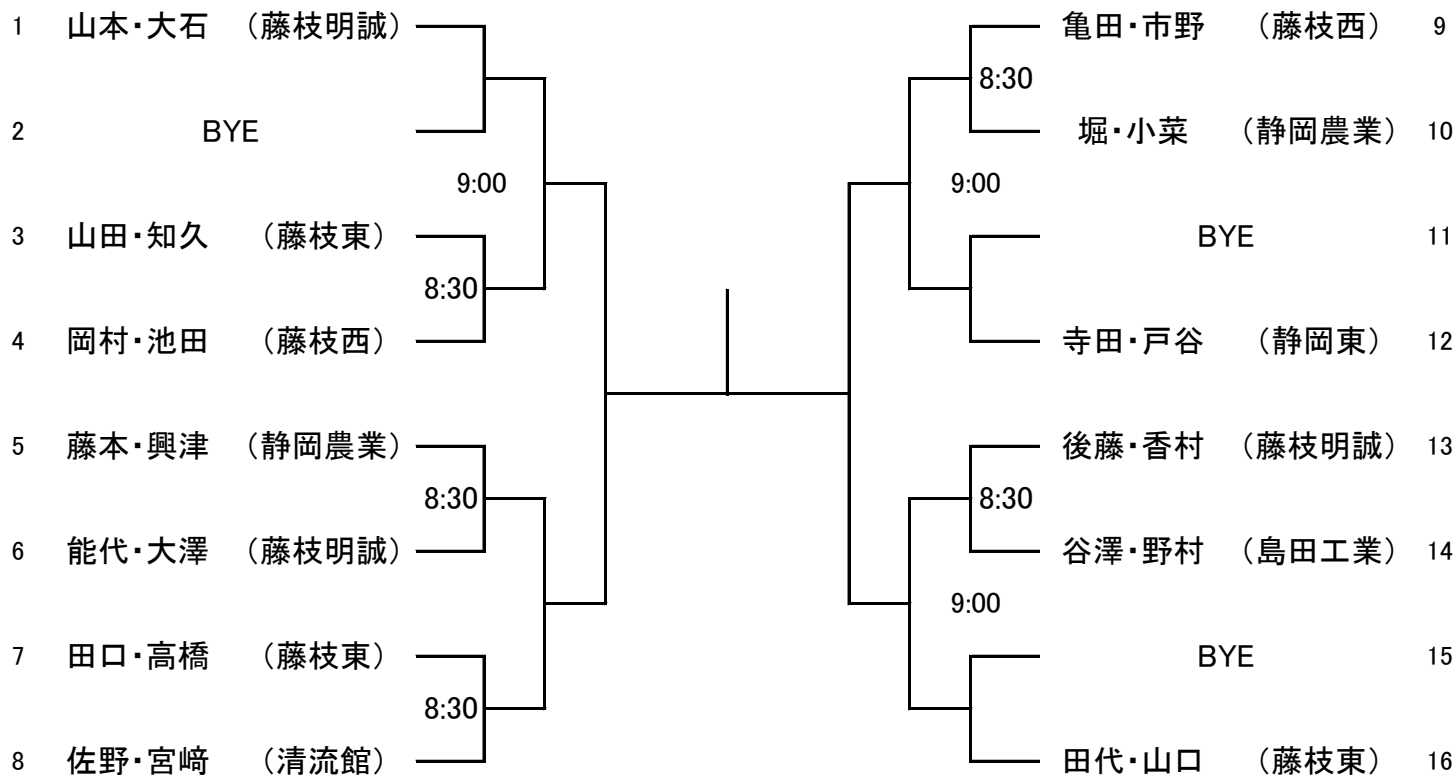 1 山本・大石 （藤枝明誠）
2 BYE
9:00
3 山田・知久 （藤枝東）
8:30
4 岡村・池田 （藤枝西）
5 藤本・興津 （静岡農業）
8:30
6 能代・大澤 （藤枝明誠）
7 田口・高橋 （藤枝東）
8:30
8 佐野・宮﨑 （清流館）
亀田・市野 （藤枝西） 9
8:30
堀・小菜 （静岡農業） 10
9:00
BYE 11
寺田・戸谷 （静岡東） 12
後藤・香村 （藤枝明誠） 13
8:30
谷澤・野村 （島田工業） 14
9:00
BYE 15
田代・山口 （藤枝東） 16